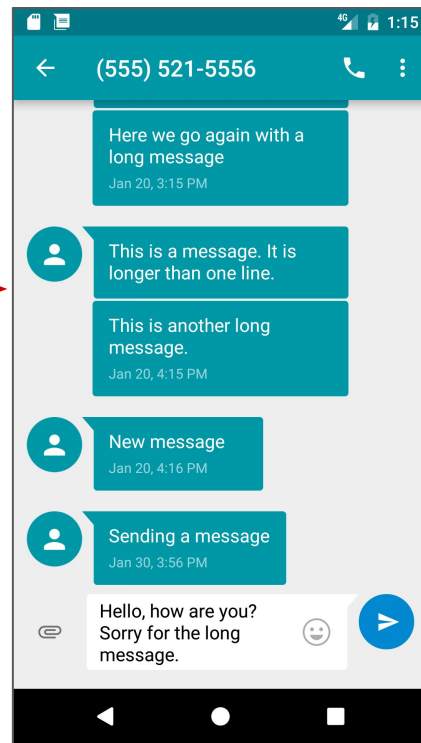 4G 1:15
(555) 521-5556
Here we go again with a
long message
Jan 20, 3:15 PM
This is a message. It is
longer than one line.
This is another long
message.
Jan 20, 4:15 PM
New message
Jan 20, 4:16 PM
Sending a message
Jan 30, 3:56 PM
Hello, how are you?
Sorry for the long
message.